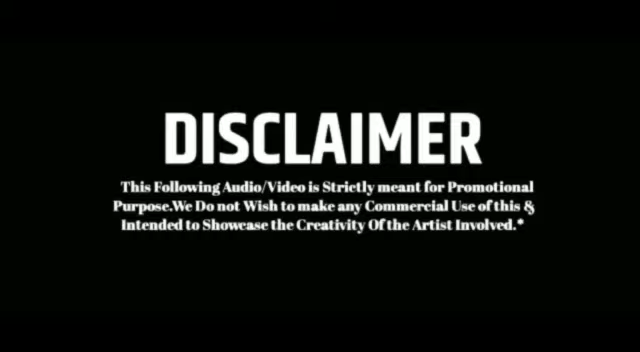 DISCLAIMER
This Following Audio/Video is Strictly meant for Promotional
Purpose.We Do not Wish to make any Commercial Use of this &
Intended to Showcase the Creativity Of the Artist Involved.*